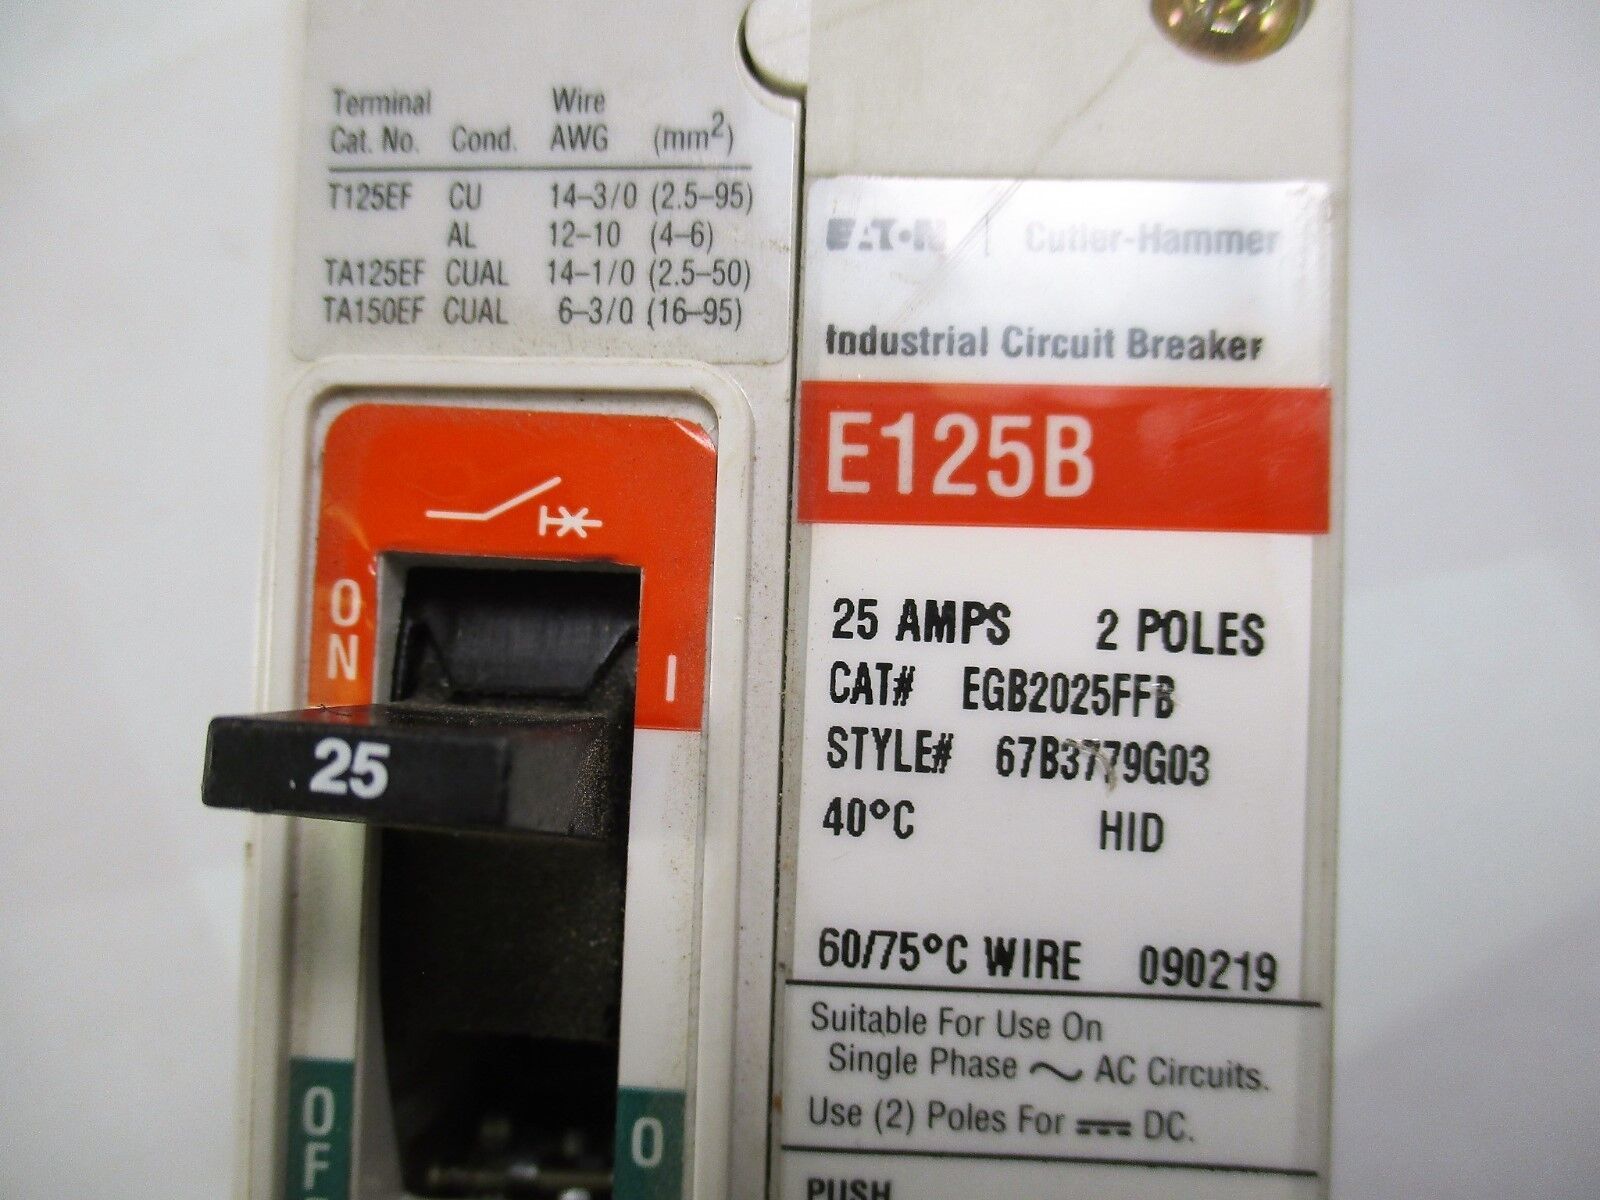 Terminal Wire
Cat. No. Cond. AWG (mm2)
T125EF CU 14–3/0 (2.5–95)
AL 12–10 (4–6)
TA125EF CUAL 14–1/0 (2.5–50)
TA150EF CUAL 6–3/0 (16–95)
ON
I
25
OF
O
EATON | Cutler-Hammer
Industrial Circuit Breaker
E125B
25 AMPS 2 POLES
CAT# EGB2025FFB
STYLE# 67B3779G03
40°C HID
60/75°C WIRE 090219
Suitable For Use On
Single Phase ~ AC Circuits.
Use (2) Poles For ⎓ DC.
PUSH